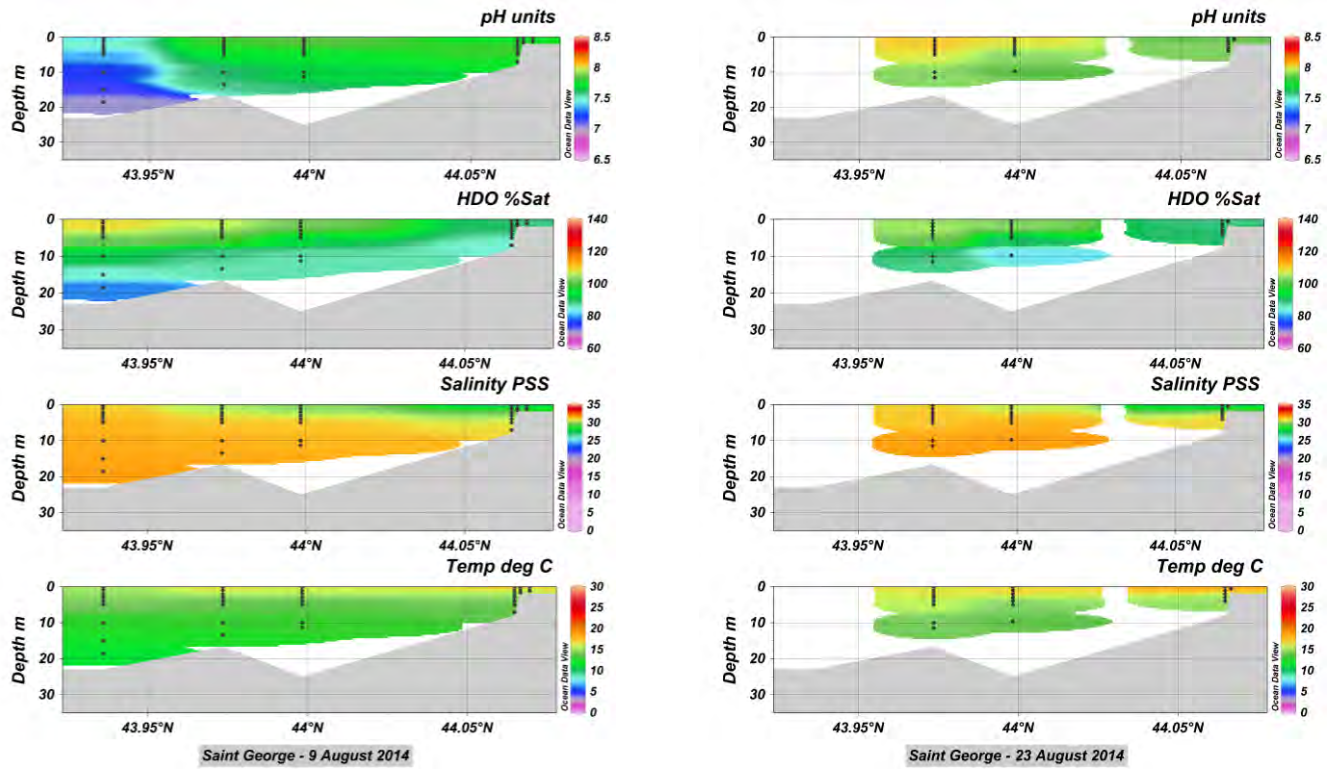 pH units
Depth m
0
10
20
30
8.5
8
7.5
7
6.5
Ocean Data View
43.95°N
44°N
44.05°N
HDO %Sat
Depth m
0
10
20
30
140
120
100
80
60
Ocean Data View
43.95°N
44°N
44.05°N
Salinity PSS
Depth m
0
10
20
30
35
30
25
20
15
10
5
0
Ocean Data View
43.95°N
44°N
44.05°N
Temp deg C
Depth m
0
10
20
30
30
25
20
15
10
5
0
Ocean Data View
43.95°N
44°N
44.05°N
Saint George - 9 August 2014
pH units
Depth m
0
10
20
30
8.5
8
7.5
7
6.5
Ocean Data View
43.95°N
44°N
44.05°N
HDO %Sat
Depth m
0
10
20
30
140
120
100
80
60
Ocean Data View
43.95°N
44°N
44.05°N
Salinity PSS
Depth m
0
10
20
30
35
30
25
20
15
10
5
0
Ocean Data View
43.95°N
44°N
44.05°N
Temp deg C
Depth m
0
10
20
30
30
25
20
15
10
5
0
Ocean Data View
43.95°N
44°N
44.05°N
Saint George - 23 August 2014